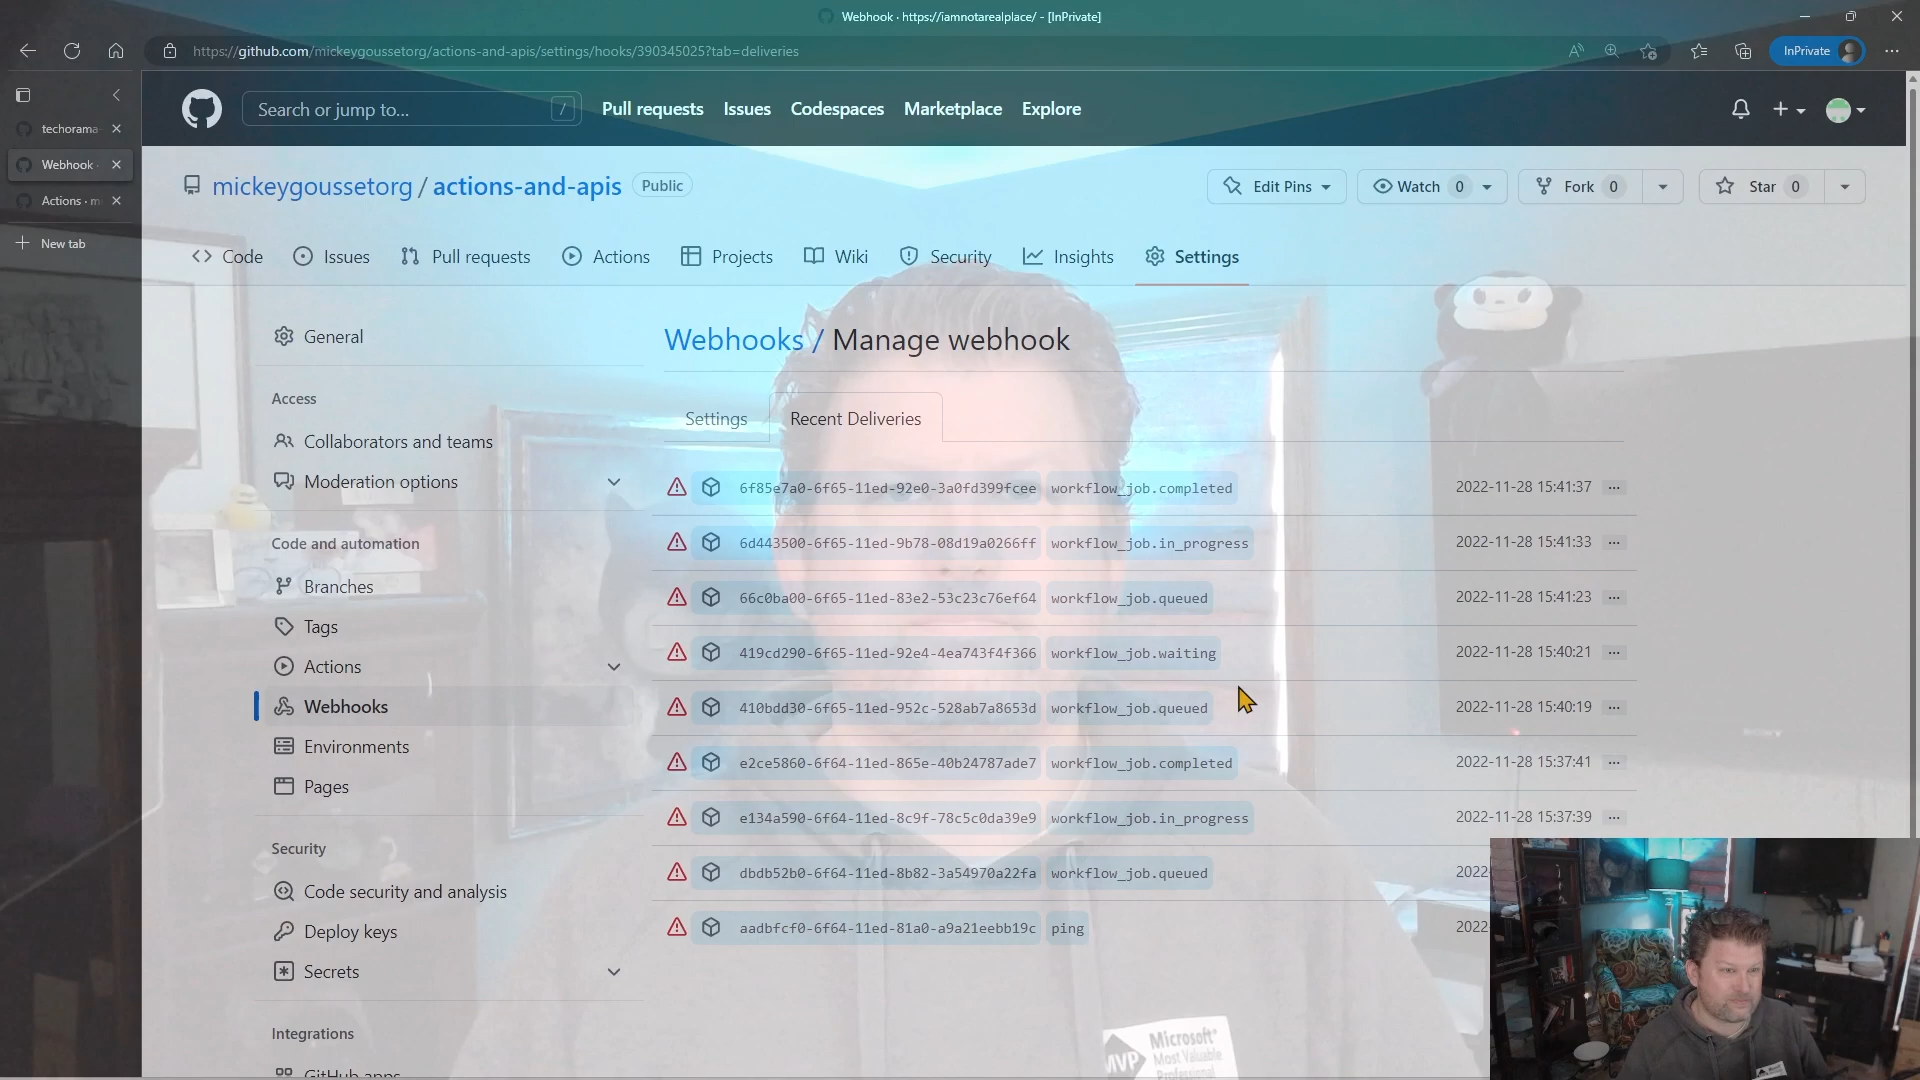 Webhook · https://iamnotarealplace/ - [InPrivate]
https://github.com/mickeygoussetorg/actions-and-apis/settings/hooks/390345025?tab=deliveries
InPrivate
techorama
Webhook ·
Actions · m
New tab
Search or jump to...
/
Pull requests
Issues
Codespaces
Marketplace
Explore
mickeygoussetorg / actions-and-apis
Public
Edit Pins
Watch 0
Fork 0
Star 0
Code
Issues
Pull requests
Actions
Projects
Wiki
Security
Insights
Settings
General
Access
Collaborators and teams
Moderation options
Code and automation
Branches
Tags
Actions
Webhooks
Environments
Pages
Security
Code security and analysis
Deploy keys
Secrets
Integrations
GitHub apps
Webhooks / Manage webhook
Settings
Recent Deliveries
6f85e7a0-6f65-11ed-92e0-3a0fd399fcee workflow_job.completed 2022-11-28 15:41:37 ...
6d443500-6f65-11ed-9b78-08d19a0266ff workflow_job.in_progress 2022-11-28 15:41:33 ...
66c0ba00-6f65-11ed-83e2-53c23c76ef64 workflow_job.queued 2022-11-28 15:41:23 ...
419cd290-6f65-11ed-92e4-4ea743f4f366 workflow_job.waiting 2022-11-28 15:40:21 ...
410bdd30-6f65-11ed-952c-528ab7a8653d workflow_job.queued 2022-11-28 15:40:19 ...
e2ce5860-6f64-11ed-865e-40b24787ade7 workflow_job.completed 2022-11-28 15:37:41 ...
e134a590-6f64-11ed-8c9f-78c5c0da39e9 workflow_job.in_progress 2022-11-28 15:37:39 ...
dbdb52b0-6f64-11ed-8b82-3a54970a22fa workflow_job.queued 2022
aadbfcf0-6f64-11ed-81a0-a9a21eebb19c ping 2022
MVP
Microsoft®
Most Valuable
Professional